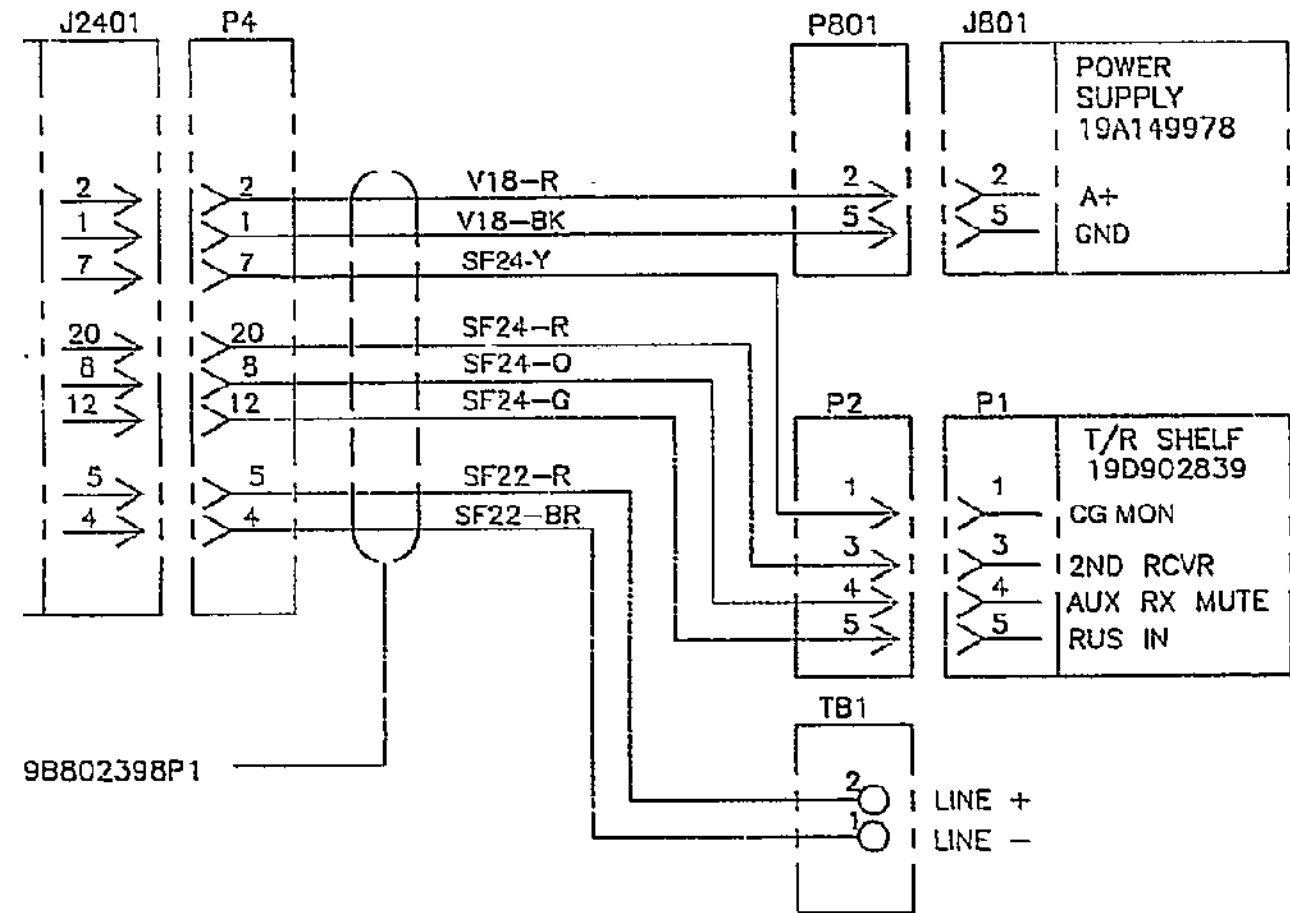 J2401 P4 P801 J801
POWER
SUPPLY
19A149978
2 2 V18-R 2 2 A+
1 1 V18-BK 5 5 GND
7 7 SF24-Y
20 20 SF24-R
8 8 SF24-O
12 12 SF24-G P2 P1
T/R SHELF
19D902839
5 5 SF22-R 1 1 CG MON
4 4 SF22-BR
3 3 2ND RCVR
4 4 AUX RX MUTE
5 5 RUS IN
TB1
9B802398P1
2 LINE +
1 LINE -